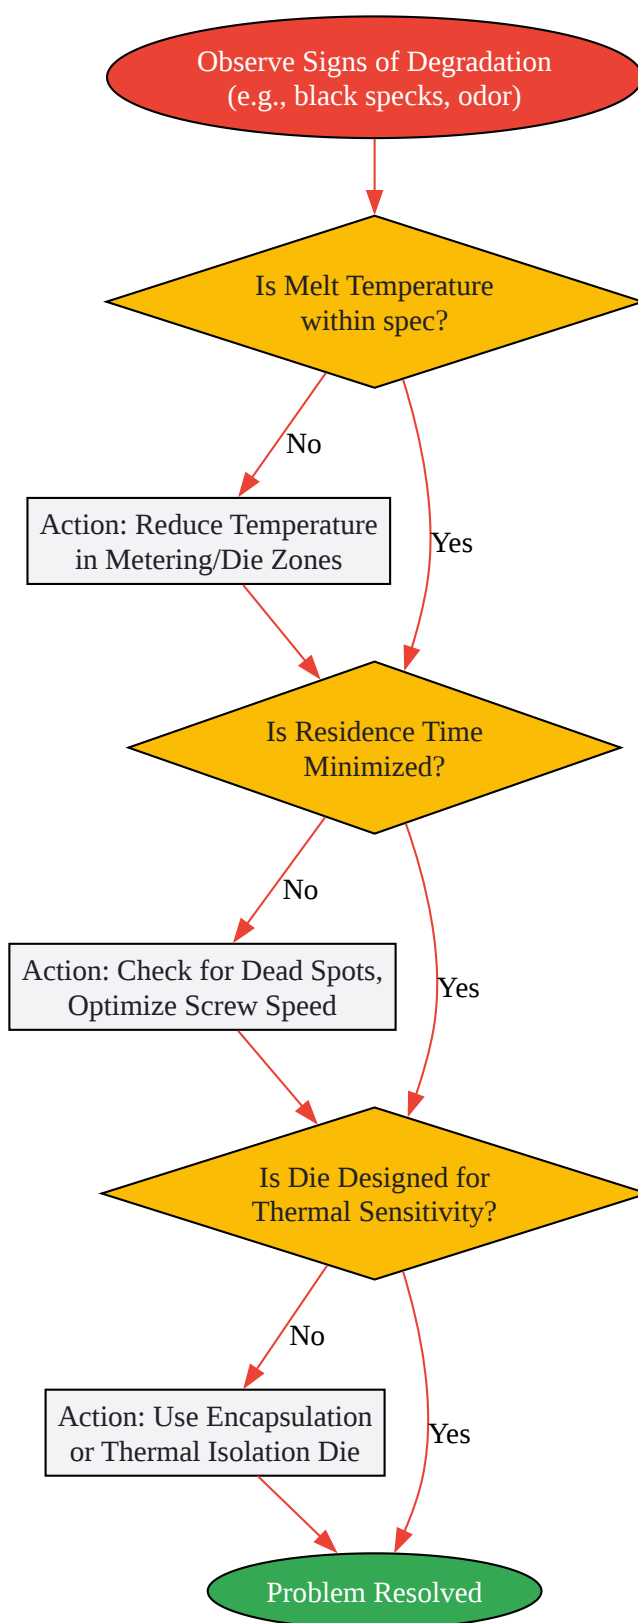 Observe Signs of Degradation
(e.g., black specks, odor)
Is Melt Temperature
within spec?
No
Action: Reduce Temperature
in Metering/Die Zones
Yes
Is Residence Time
Minimized?
No
Action: Check for Dead Spots,
Optimize Screw Speed
Yes
Is Die Designed for
Thermal Sensitivity?
No
Action: Use Encapsulation
or Thermal Isolation Die
Yes
Problem Resolved